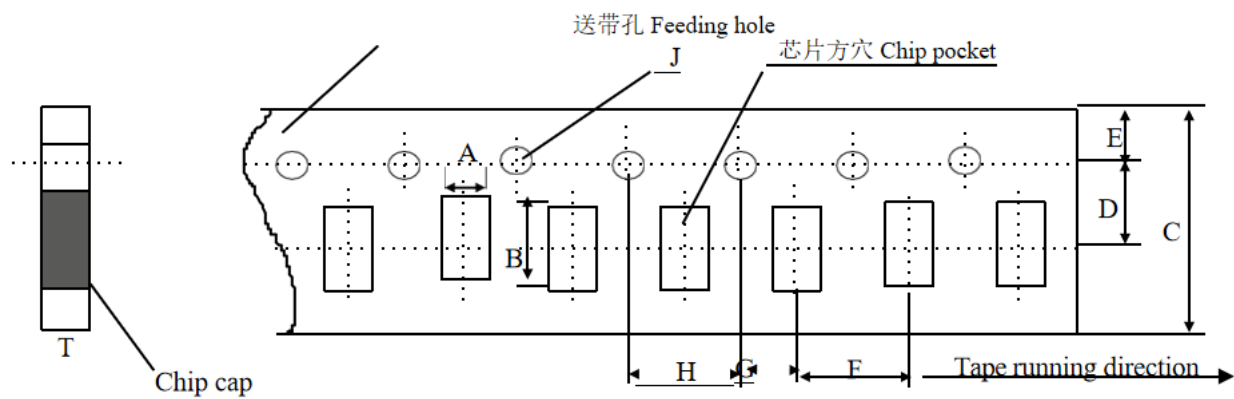 送带孔 Feeding hole
J
芯片方穴 Chip pocket
A
E
D
C
B
T
H
G
F
Tape running direction
Chip cap